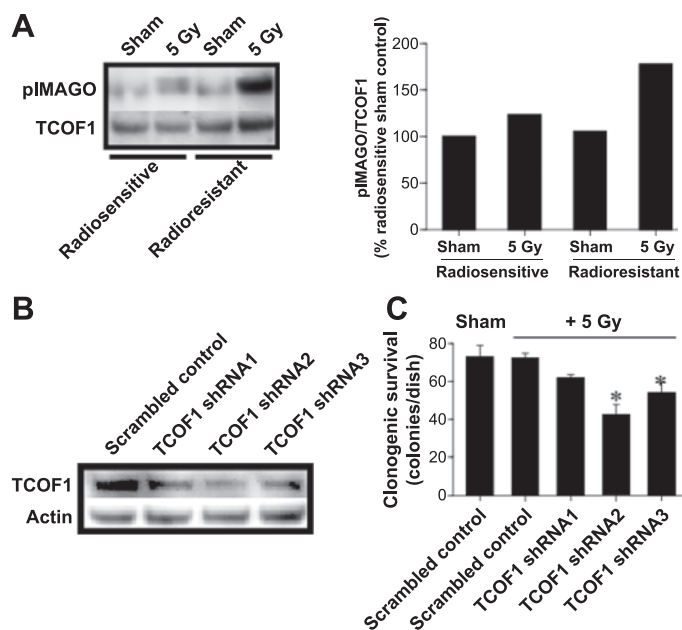 A
Sham
5 Gy
Sham
5 Gy
pIMAGO
TCOF1
Radiosensitive
Radioresistant
pIMAGO/TCOF1
(% radiosensitive sham control)
200
150
100
50
0
Sham 5 Gy Sham 5 Gy
Radiosensitive Radioresistant
B
Scrambled control
TCOF1 shRNA1
TCOF1 shRNA2
TCOF1 shRNA3
TCOF1
Actin
C
Sham + 5 Gy
Clonogenic survival
(colonies/dish)
80
60
40
20
0
* *
Scrambled control
Scrambled control
TCOF1 shRNA1
TCOF1 shRNA2
TCOF1 shRNA3